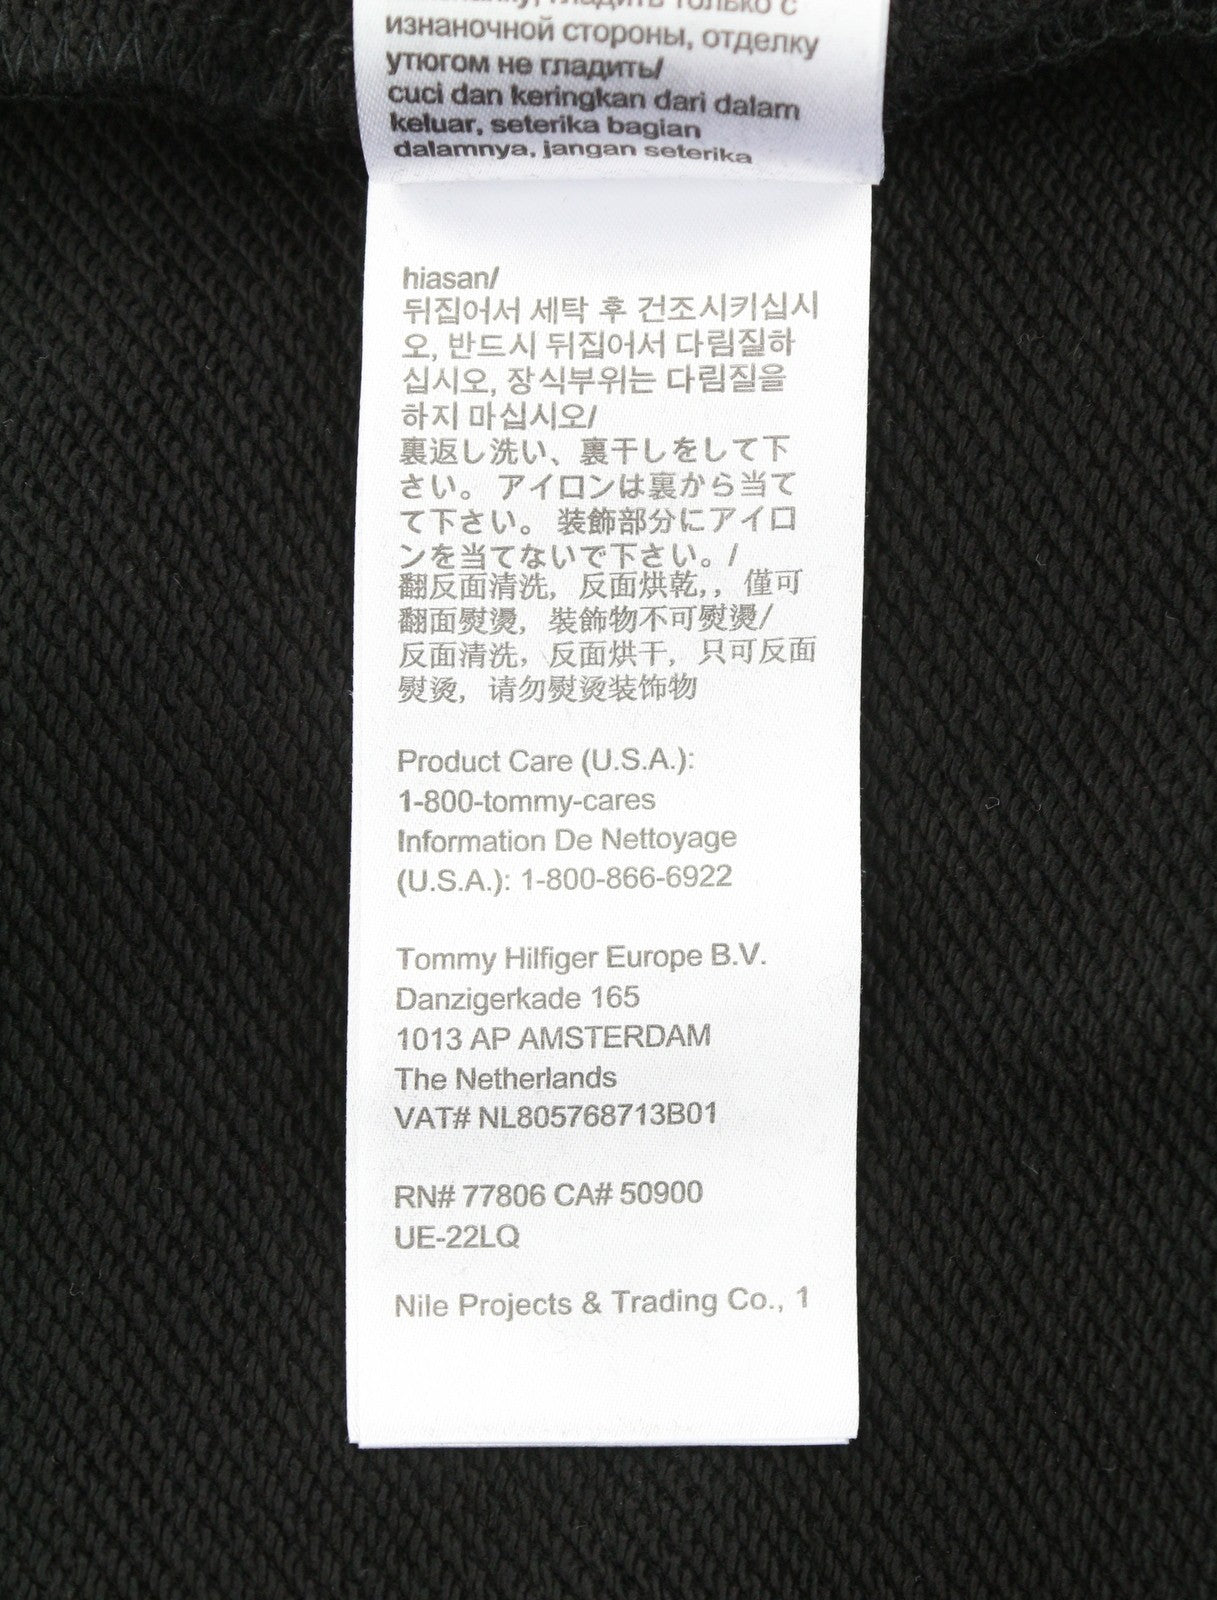 гладить только с
изнаночной стороны, отделку
утюгом не гладить/
cuci dan keringkan dari dalam
keluar, seterika bagian
dalamnya, jangan seterika
hiasan/
뒤집어서 세탁 후 건조시키십시
오, 반드시 뒤집어서 다림질하
십시오, 장식부위는 다림질을
하지 마십시오/
裏返し洗い、裏干しをして下
さい。 アイロンは裏から当て
て下さい。 装飾部分にアイロ
ンを当てないで下さい。/
翻反面清洗，反面烘乾,，僅可
翻面熨燙，裝飾物不可熨燙/
反面清洗，反面烘干，只可反面
熨烫，请勿熨烫装饰物
Product Care (U.S.A.):
1-800-tommy-cares
Information De Nettoyage
(U.S.A.): 1-800-866-6922
Tommy Hilfiger Europe B.V.
Danzigerkade 165
1013 AP AMSTERDAM
The Netherlands
VAT# NL805768713B01
RN# 77806 CA# 50900
UE-22LQ
Nile Projects & Trading Co., 1